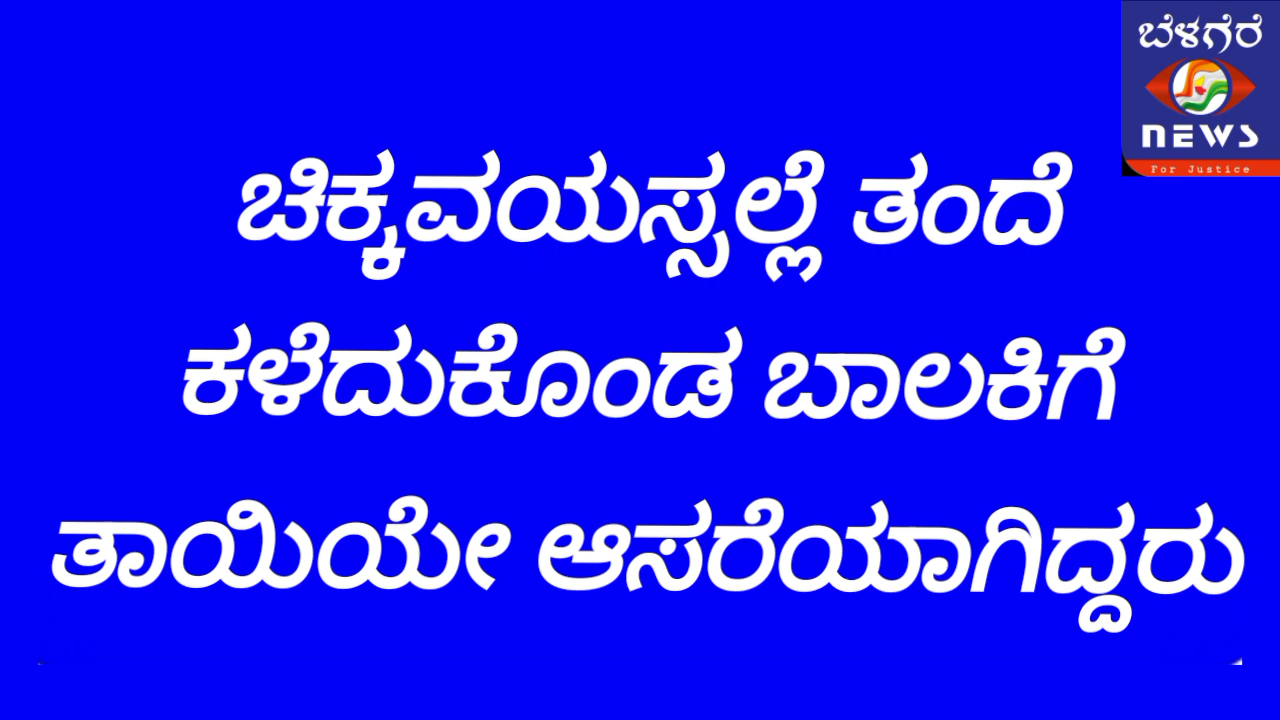 ಬೆಳಗೆರೆ
NEWS
For Justice
ಚಿಕ್ಕವಯಸ್ಸಲ್ಲೆ ತಂದೆ
ಕಳೆದುಕೊಂಡ ಬಾಲಕಿಗೆ
ತಾಯಿಯೇ ಆಸರೆಯಾಗಿದ್ದರು